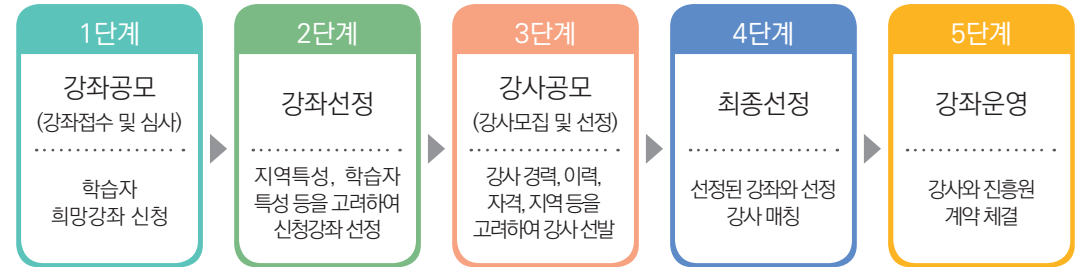 1단계
강좌공모
(강좌접수 및 심사)
학습자
희망강좌 신청
2단계
강좌선정
지역특성, 학습자
특성 등을 고려하여
신청강좌 선정
3단계
강사공모
(강사모집 및 선정)
강사 경력, 이력,
자격, 지역 등을
고려하여 강사 선발
4단계
최종선정
선정된 강좌와 선정
강사 매칭
5단계
강좌운영
강사와 진흥원
계약 체결